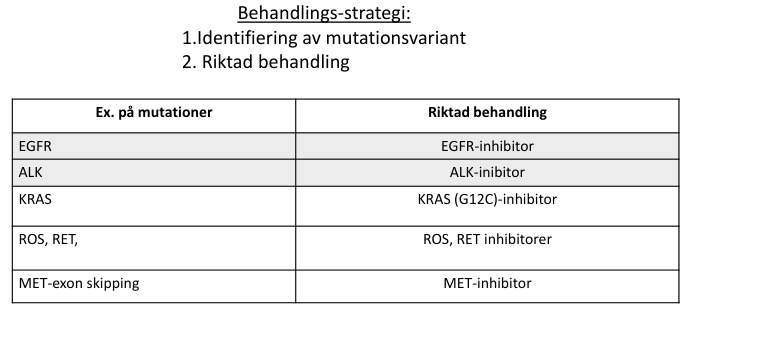 Behandlings-strategi:
1.Identifiering av mutationsvariant
2. Riktad behandling
Ex. på mutationer
Riktad behandling
EGFR
EGFR-inhibitor
ALK
ALK-inibitor
KRAS
KRAS (G12C)-inhibitor
ROS, RET,
ROS, RET inhibitorer
MET-exon skipping
MET-inhibitor